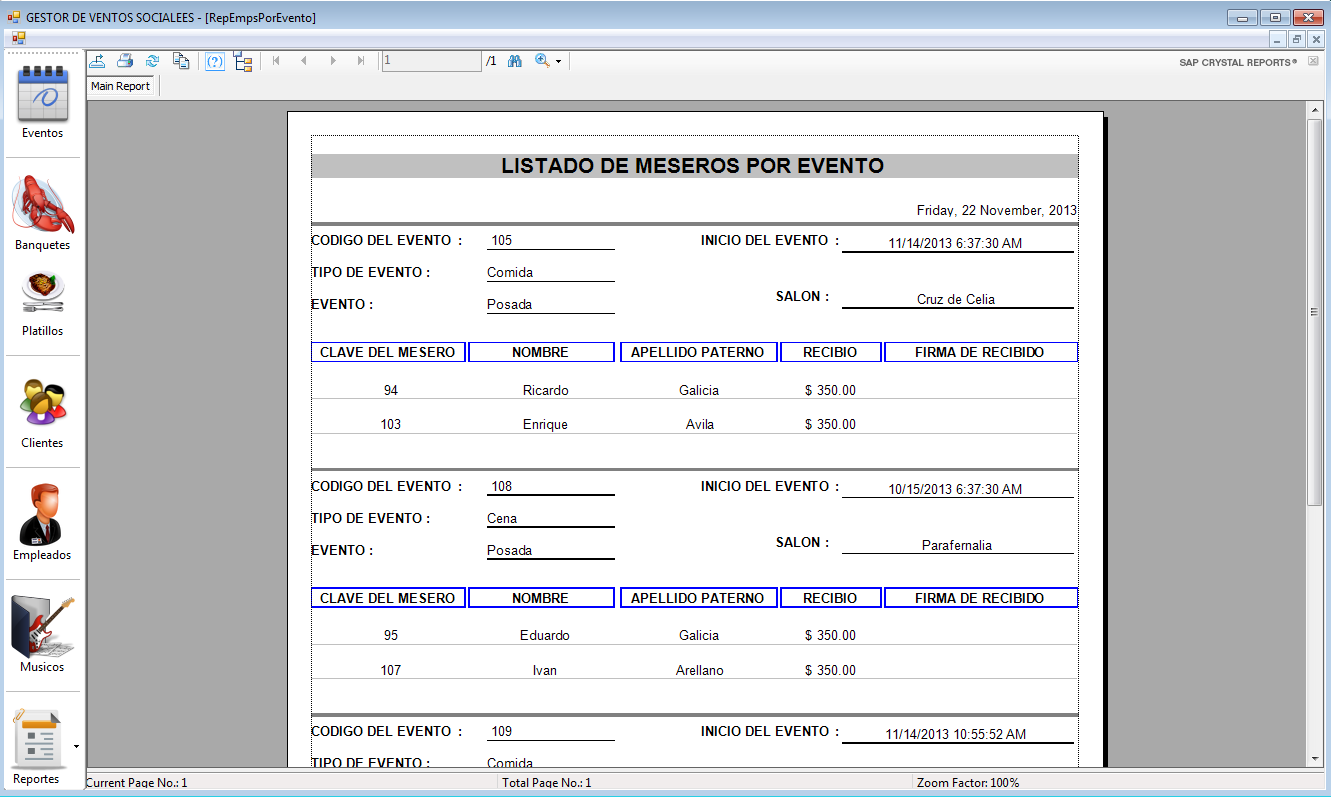 GESTOR DE VENTOS SOCIALEES - [RepEmpsPorEvento]
1 /1 SAP CRYSTAL REPORTS®
Main Report
Eventos
Banquetes
Platillos
Clientes
Empleados
Musicos
Reportes
LISTADO DE MESEROS POR EVENTO
Friday, 22 November, 2013
CODIGO DEL EVENTO : 105 INICIO DEL EVENTO : 11/14/2013 6:37:30 AM
TIPO DE EVENTO : Comida
SALON : Cruz de Celia
EVENTO : Posada
CLAVE DEL MESERO NOMBRE APELLIDO PATERNO RECIBIO FIRMA DE RECIBIDO
94 Ricardo Galicia $ 350.00
103 Enrique Avila $ 350.00
CODIGO DEL EVENTO : 108 INICIO DEL EVENTO : 10/15/2013 6:37:30 AM
TIPO DE EVENTO : Cena
SALON : Parafernalia
EVENTO : Posada
CLAVE DEL MESERO NOMBRE APELLIDO PATERNO RECIBIO FIRMA DE RECIBIDO
95 Eduardo Galicia $ 350.00
107 Ivan Arellano $ 350.00
CODIGO DEL EVENTO : 109 INICIO DEL EVENTO : 11/14/2013 10:55:52 AM
TIPO DE EVENTO : Comida
Current Page No.: 1 Total Page No.: 1 Zoom Factor: 100%